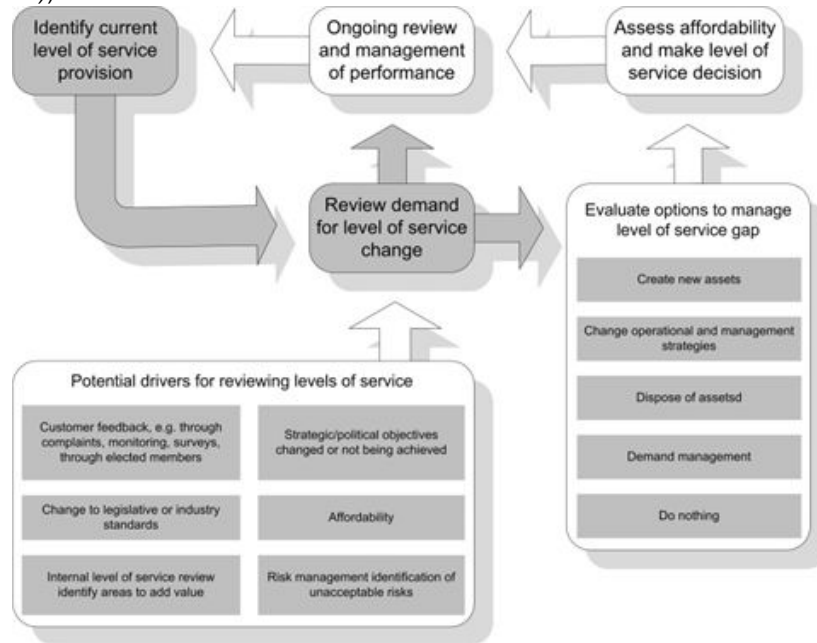 Identify current
level of service
provision
Ongoing review
and management
of performance
Assess affordability
and make level of
service decision
Review demand
for level of service
change
Evaluate options to manage
level of service gap
Create new assets
Change operational and management
strategies
Dispose of assetsd
Demand management
Do nothing
Potential drivers for reviewing levels of service
Customer feedback, e.g. through
complaints, monitoring, surveys,
through elected members
Strategic/political objectives
changed or not being achieved
Change to legislative or industry
standards
Affordability
Internal level of service review
identify areas to add value
Risk management identification of
unacceptable risks